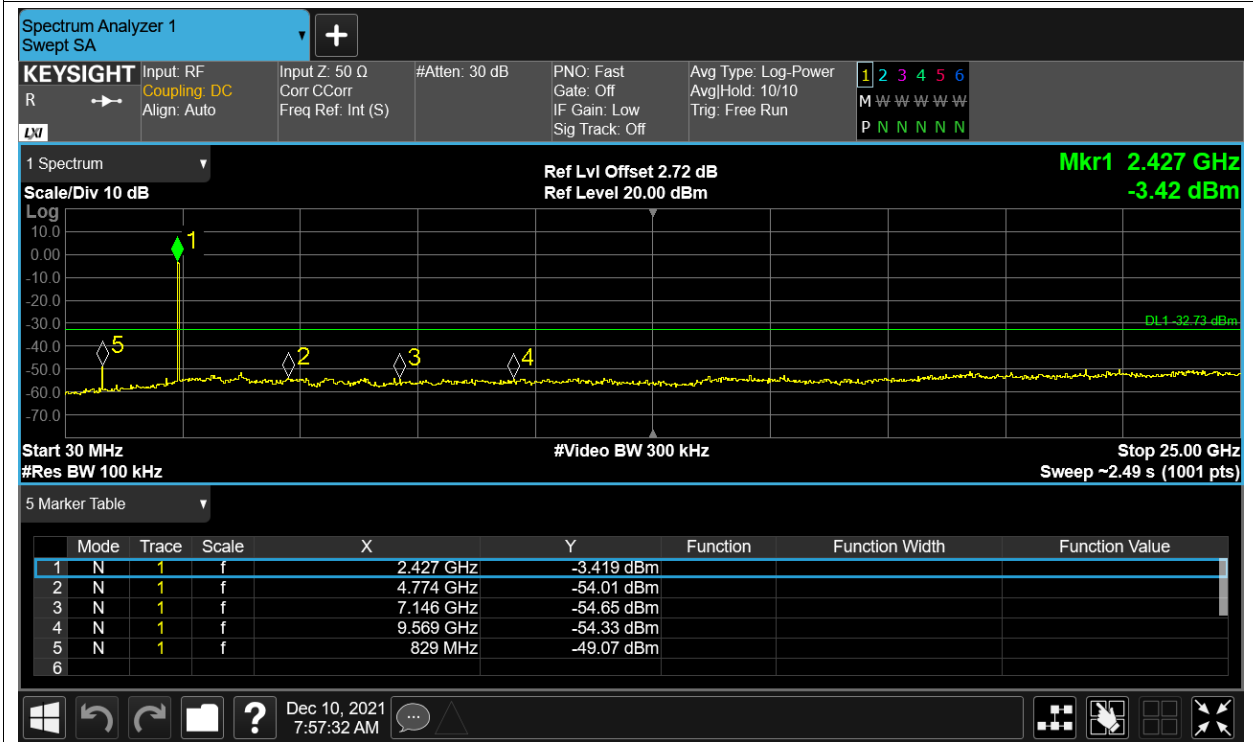 Spectrum Analyzer 1
Swept SA
+
KEYSIGHT
R
LXI
Input: RF
Coupling: DC
Align: Auto
Input Z: 50 Ω
Corr CCorr
Freq Ref: Int (S)
#Atten: 30 dB
PNO: Fast
Gate: Off
IF Gain: Low
Sig Track: Off
Avg Type: Log-Power
Avg|Hold: 10/10
Trig: Free Run
1 2 3 4 5 6
M W W W W W
P N N N N N
1 Spectrum
Scale/Div 10 dB
Ref Lvl Offset 2.72 dB
Ref Level 20.00 dBm
Mkr1 2.427 GHz
-3.42 dBm
Log
10.0
0.00
-10.0
-20.0
-30.0
-40.0
-50.0
-60.0
-70.0
1
5
2
3
4
DL1 -32.73 dBm
Start 30 MHz
#Res BW 100 kHz
#Video BW 300 kHz
Stop 25.00 GHz
Sweep ~2.49 s (1001 pts)
5 Marker Table
Mode Trace Scale X Y Function Function Width Function Value
1 N 1 f 2.427 GHz -3.419 dBm
2 N 1 f 4.774 GHz -54.01 dBm
3 N 1 f 7.146 GHz -54.65 dBm
4 N 1 f 9.569 GHz -54.33 dBm
5 N 1 f 829 MHz -49.07 dBm
6
?
Dec 10, 2021
7:57:32 AM